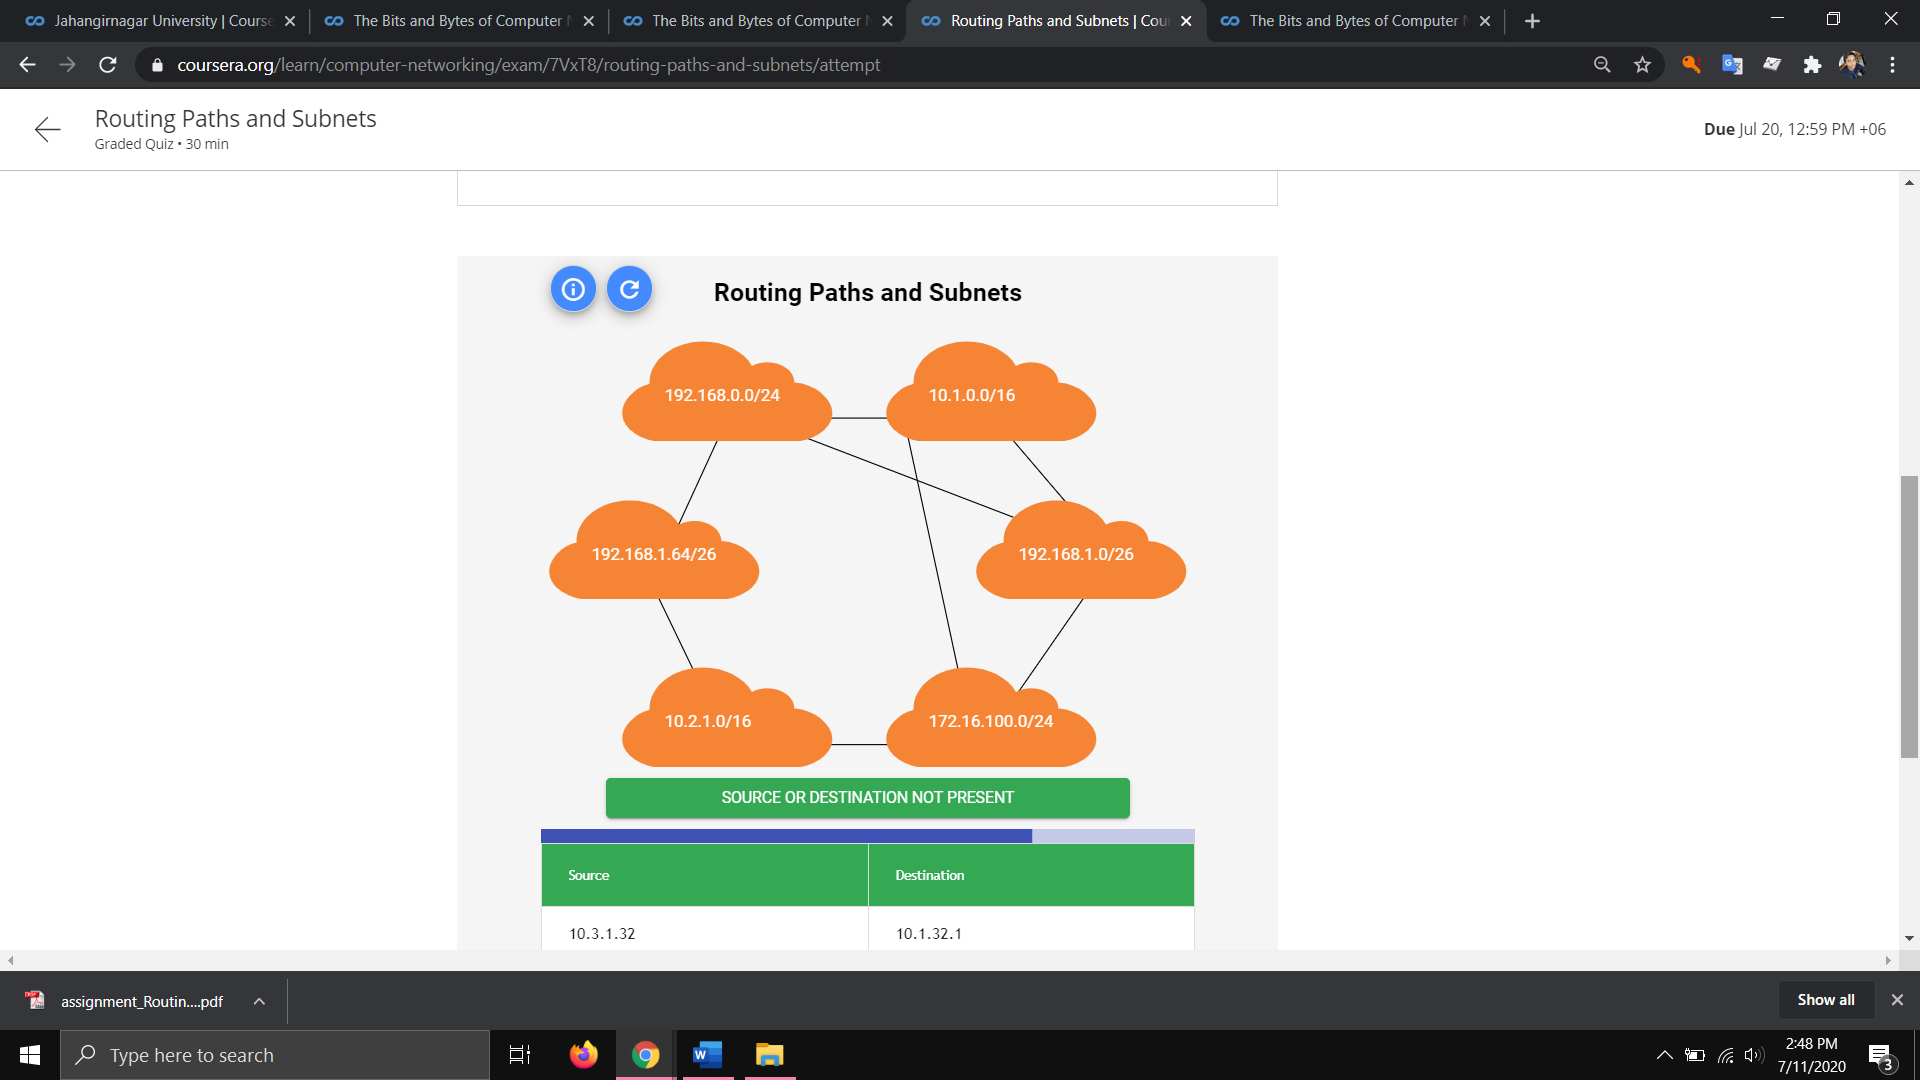 Jahangirnagar University | Course
The Bits and Bytes of Computer N
The Bits and Bytes of Computer N
Routing Paths and Subnets | Cou
The Bits and Bytes of Computer N
coursera.org/learn/computer-networking/exam/7VxT8/routing-paths-and-subnets/attempt
Routing Paths and Subnets
Graded Quiz • 30 min
Due Jul 20, 12:59 PM +06
Routing Paths and Subnets
192.168.0.0/24
10.1.0.0/16
192.168.1.64/26
192.168.1.0/26
10.2.1.0/16
172.16.100.0/24
SOURCE OR DESTINATION NOT PRESENT
Source
Destination
10.3.1.32
10.1.32.1
assignment_Routin....pdf
Show all
Type here to search
2:48 PM
7/11/2020
3